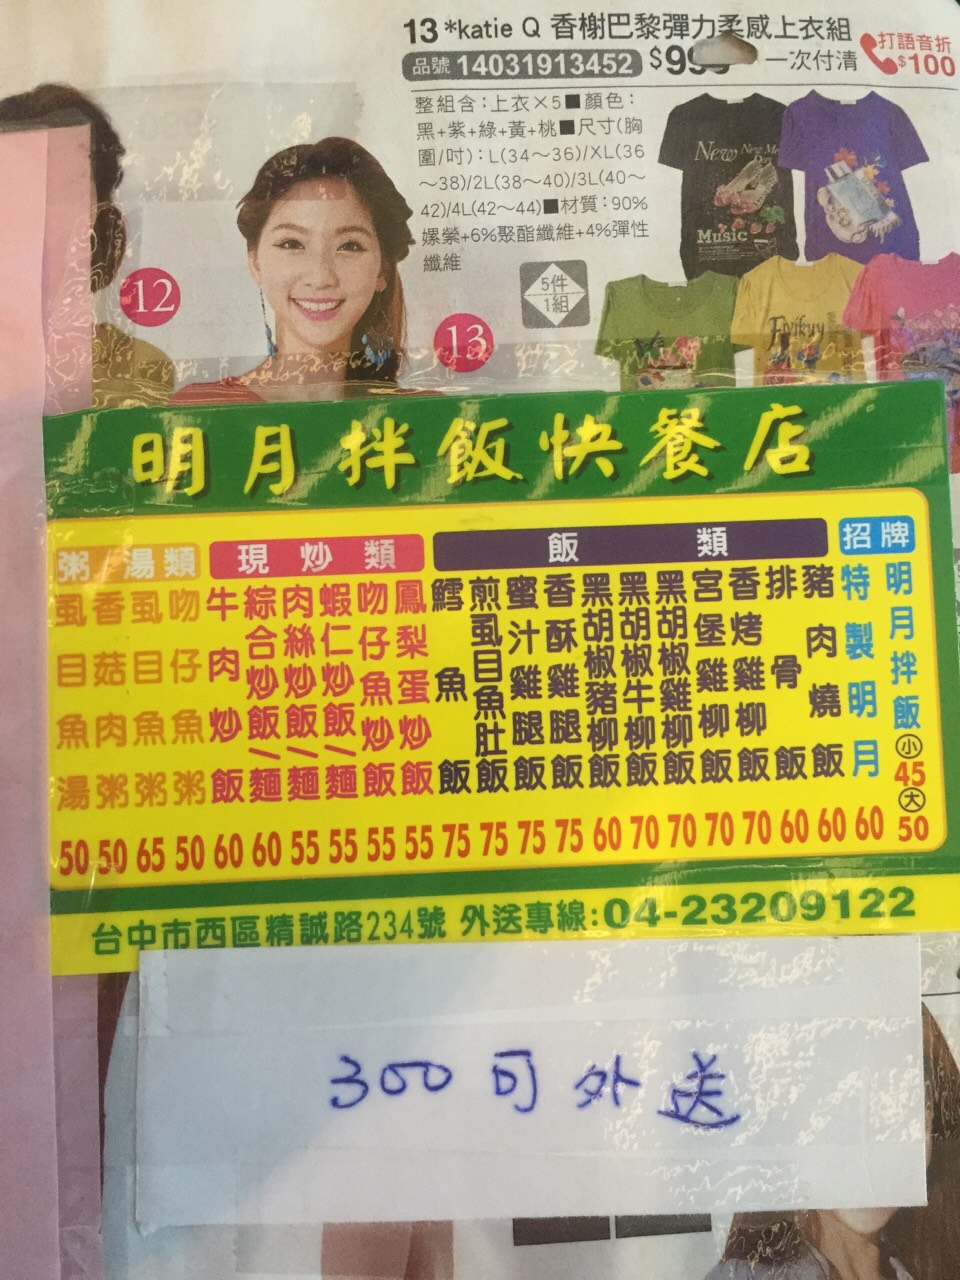 13 *katie Q 香榭巴黎彈力柔感上衣組
品號 14031913452 一次付清
打語音折
$100
整組含：上衣×5■顏色：
黑+紫+綠+黃+桃■尺寸(胸
圍/吋)：L(34～36)/XL(36
～38)/2L(38～40)/3L(40～
42)/4L(42～44)■材質：90%
嫘縈+6%聚酯纖維+4%彈性
纖維
5件
1組
12
13
New
Music
明月拌飯快餐店
招牌
明月拌飯 小45 大50
特製明月 60
飯類
豬肉燒飯 60
排骨飯 60
香烤雞柳飯 70
宮堡雞柳飯 70
黑胡椒雞柳飯 70
黑胡椒牛柳飯 70
黑胡椒豬柳飯 60
香酥雞腿飯 75
蜜汁雞腿飯 75
煎虱目魚肚飯 75
鱈魚飯 75
現炒類
鳳梨蛋炒飯 55
吻仔魚炒飯 55
蝦仁炒飯/麵 55
肉絲炒飯/麵 55
綜合炒飯/麵 60
牛肉炒飯 60
粥/湯類
吻仔魚粥 50
虱目魚粥 65
香菇肉粥 50
虱目魚湯 50
台中市西區精誠路234號 外送專線:04-23209122
300可外送